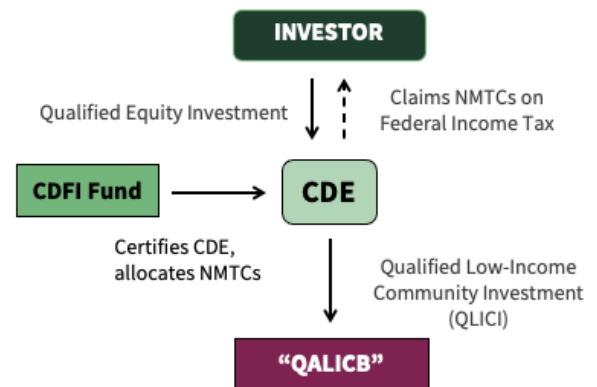 INVESTOR
Qualified Equity Investment
Claims NMTCs on
Federal Income Tax
CDFI Fund
CDE
Certifies CDE,
allocates NMTCs
Qualified Low-Income
Community Investment
(QLICI)
“QALICB”